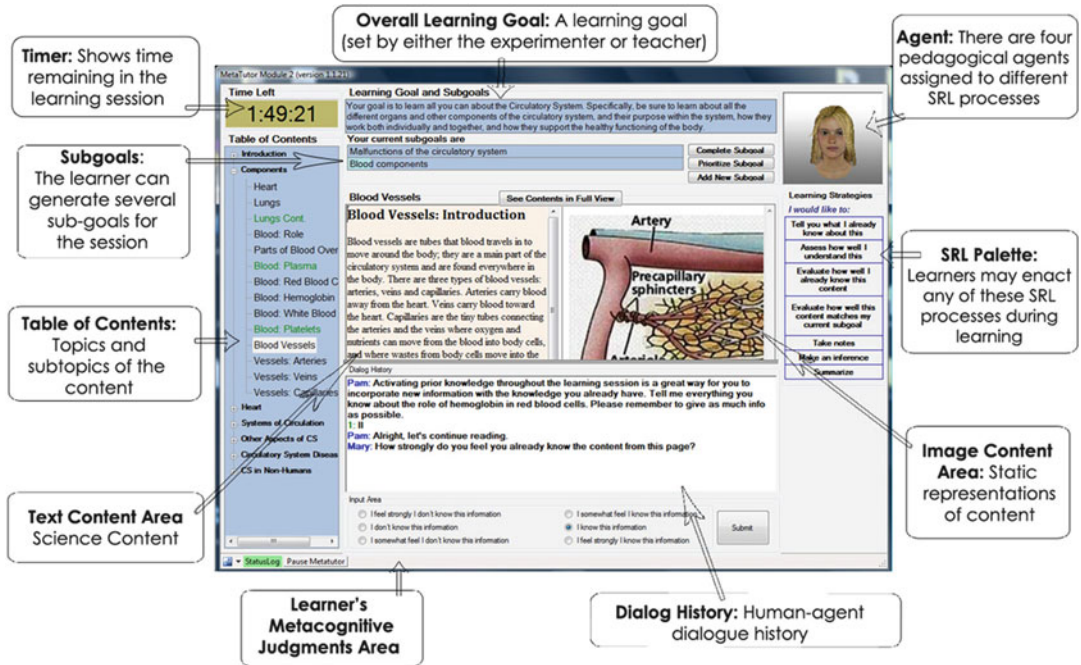 Overall Learning Goal: A learning goal
(set by either the experimenter or teacher)
Timer: Shows time
remaining in the
learning session
Agent: There are four
pedagogical agents
assigned to different
SRL processes
MetaTutor Module 2 (version 1.1.21)
Time Left
1:49:21
Learning Goal and Subgoals
Your goal is to learn all you can about the Circulatory System. Specifically, be sure to learn about all the
different organs and other components of the circulatory system, and their purpose within the system, how they
work both individually and together, and how they support the healthy functioning of the body.
Your current subgoals are
Malfunctions of the circulatory system
Blood components
Complete Subgoal
Prioritize Subgoal
Add New Subgoal
Subgoals:
The learner can
generate several
sub-goals for
the session
Table of Contents
Introduction
Components
Heart
Lungs
Lungs Cont.
Blood: Role
Parts of Blood Over
Blood: Plasma
Blood: Red Blood C
Blood: Hemoglobin
Blood: White Blood
Blood: Platelets
Blood Vessels
Vessels: Arteries
Vessels: Veins
Vessels: Capillaries
Heart
Systems of Circulation
Other Aspects of CS
Circulatory System Diseas
CS in Non-Humans
Blood Vessels
See Contents in Full View
Blood Vessels: Introduction
Blood vessels are tubes that blood travels in to
move around the body; they are a main part of the
circulatory system and are found everywhere in
the body. There are three types of blood vessels:
arteries, veins and capillaries. Arteries carry blood
away from the heart. Veins carry blood toward
the heart. Capillaries are the tiny tubes connecting
the arteries and the veins where oxygen and
nutrients can move from the blood into body cells,
and where wastes from body cells move into the
Artery
Precapillary
sphincters
Learning Strategies
I would like to:
Tell you what I already
know about this
Assess how well I
understand this
Evaluate how well I
already know this
content
Evaluate how well this
content matches my
current subgoal
Take notes
Make an inference
Summarize
SRL Palette:
Learners may enact
any of these SRL
processes during
learning
Table of Contents:
Topics and
subtopics of the
content
Dialog History
Pam: Activating prior knowledge throughout the learning session is a great way for you to
incorporate new information with the knowledge you already have. Tell me everything you
know about the role of hemoglobin in red blood cells. Please remember to give as much info
as possible.
1: ll
Pam: Alright, let's continue reading.
Mary: How strongly do you feel you already know the content from this page?
Image Content
Area: Static
representations
of content
Text Content Area
Science Content
Input Area
I feel strongly I don't know this information
I don't know this information
I somewhat feel I don't know this information
I somewhat feel I know this information
I know this information
I feel strongly I know this information
Submit
StatusLog
Pause Metatutor
Learner's
Metacognitive
Judgments Area
Dialog History: Human-agent
dialogue history